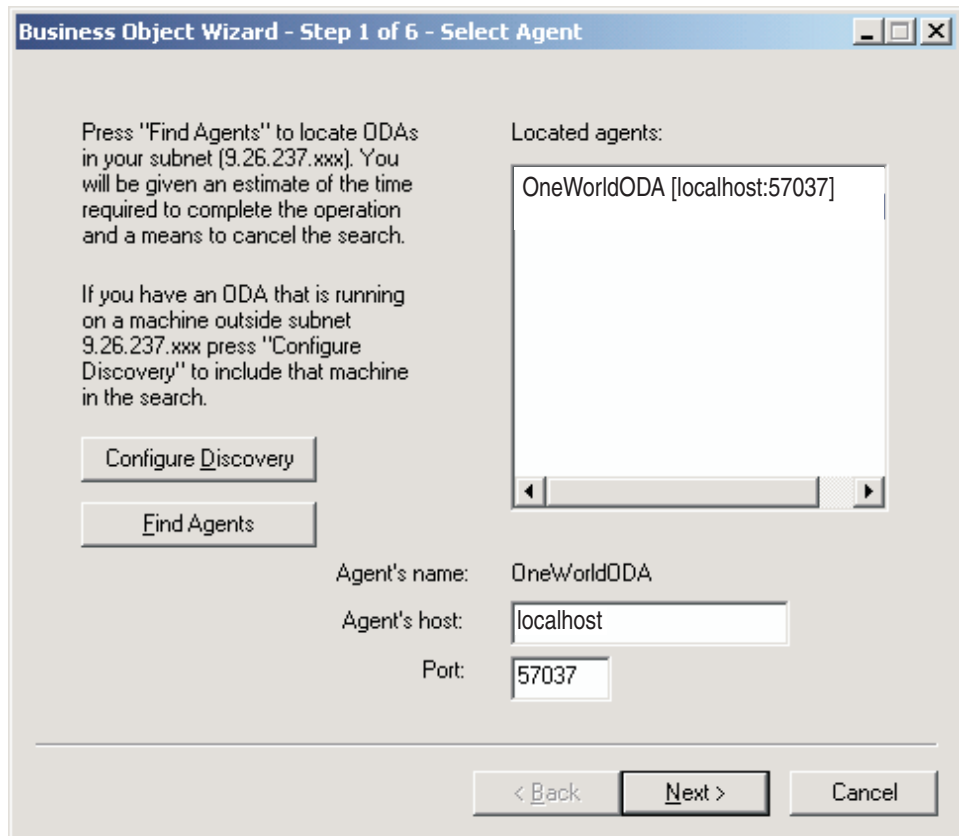 Business Object Wizard - Step 1 of 6 - Select Agent
Press "Find Agents" to locate ODAs
in your subnet (9.26.237.xxx). You
will be given an estimate of the time
required to complete the operation
and a means to cancel the search.
If you have an ODA that is running
on a machine outside subnet
9.26.237.xxx press "Configure
Discovery" to include that machine
in the search.
Configure Discovery
Find Agents
Located agents:
OneWorldODA [localhost:57037]
Agent's name: OneWorldODA
Agent's host: localhost
Port: 57037
< Back Next > Cancel